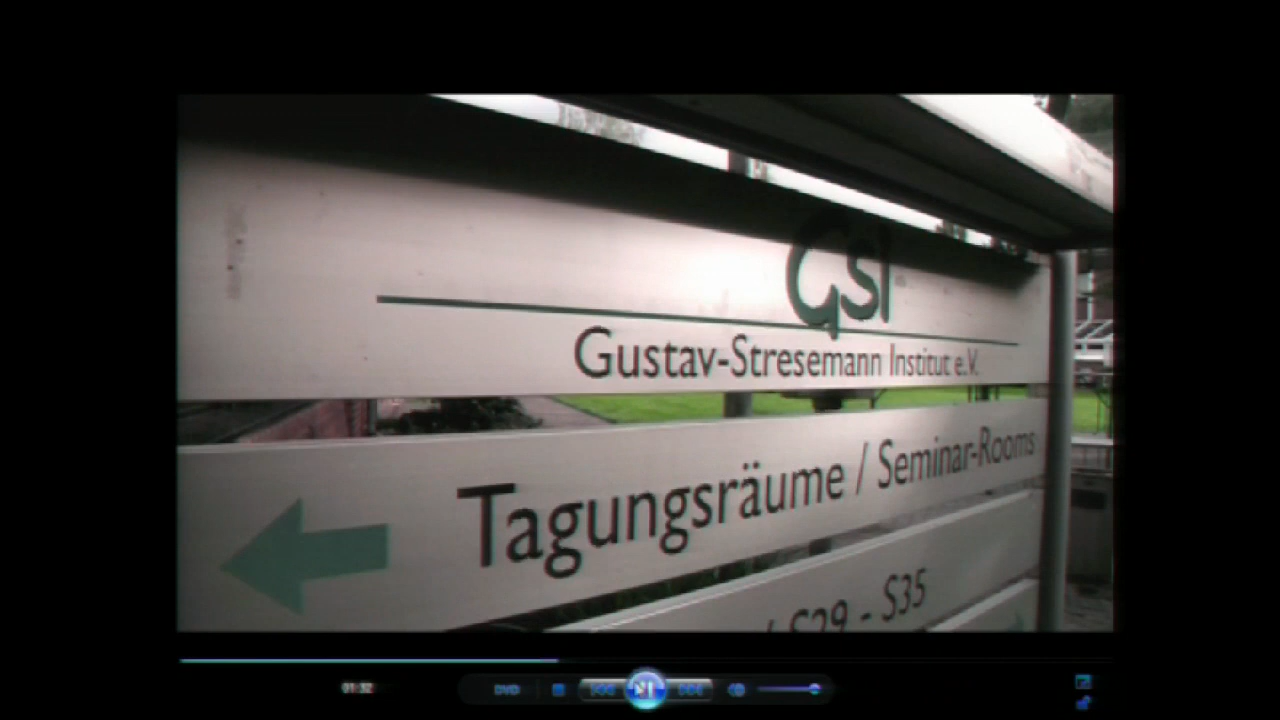 GSI
Gustav-Stresemann Institut e.V.
Tagungsräume / Seminar-Rooms
/ S29 - S35
01:32
DVD